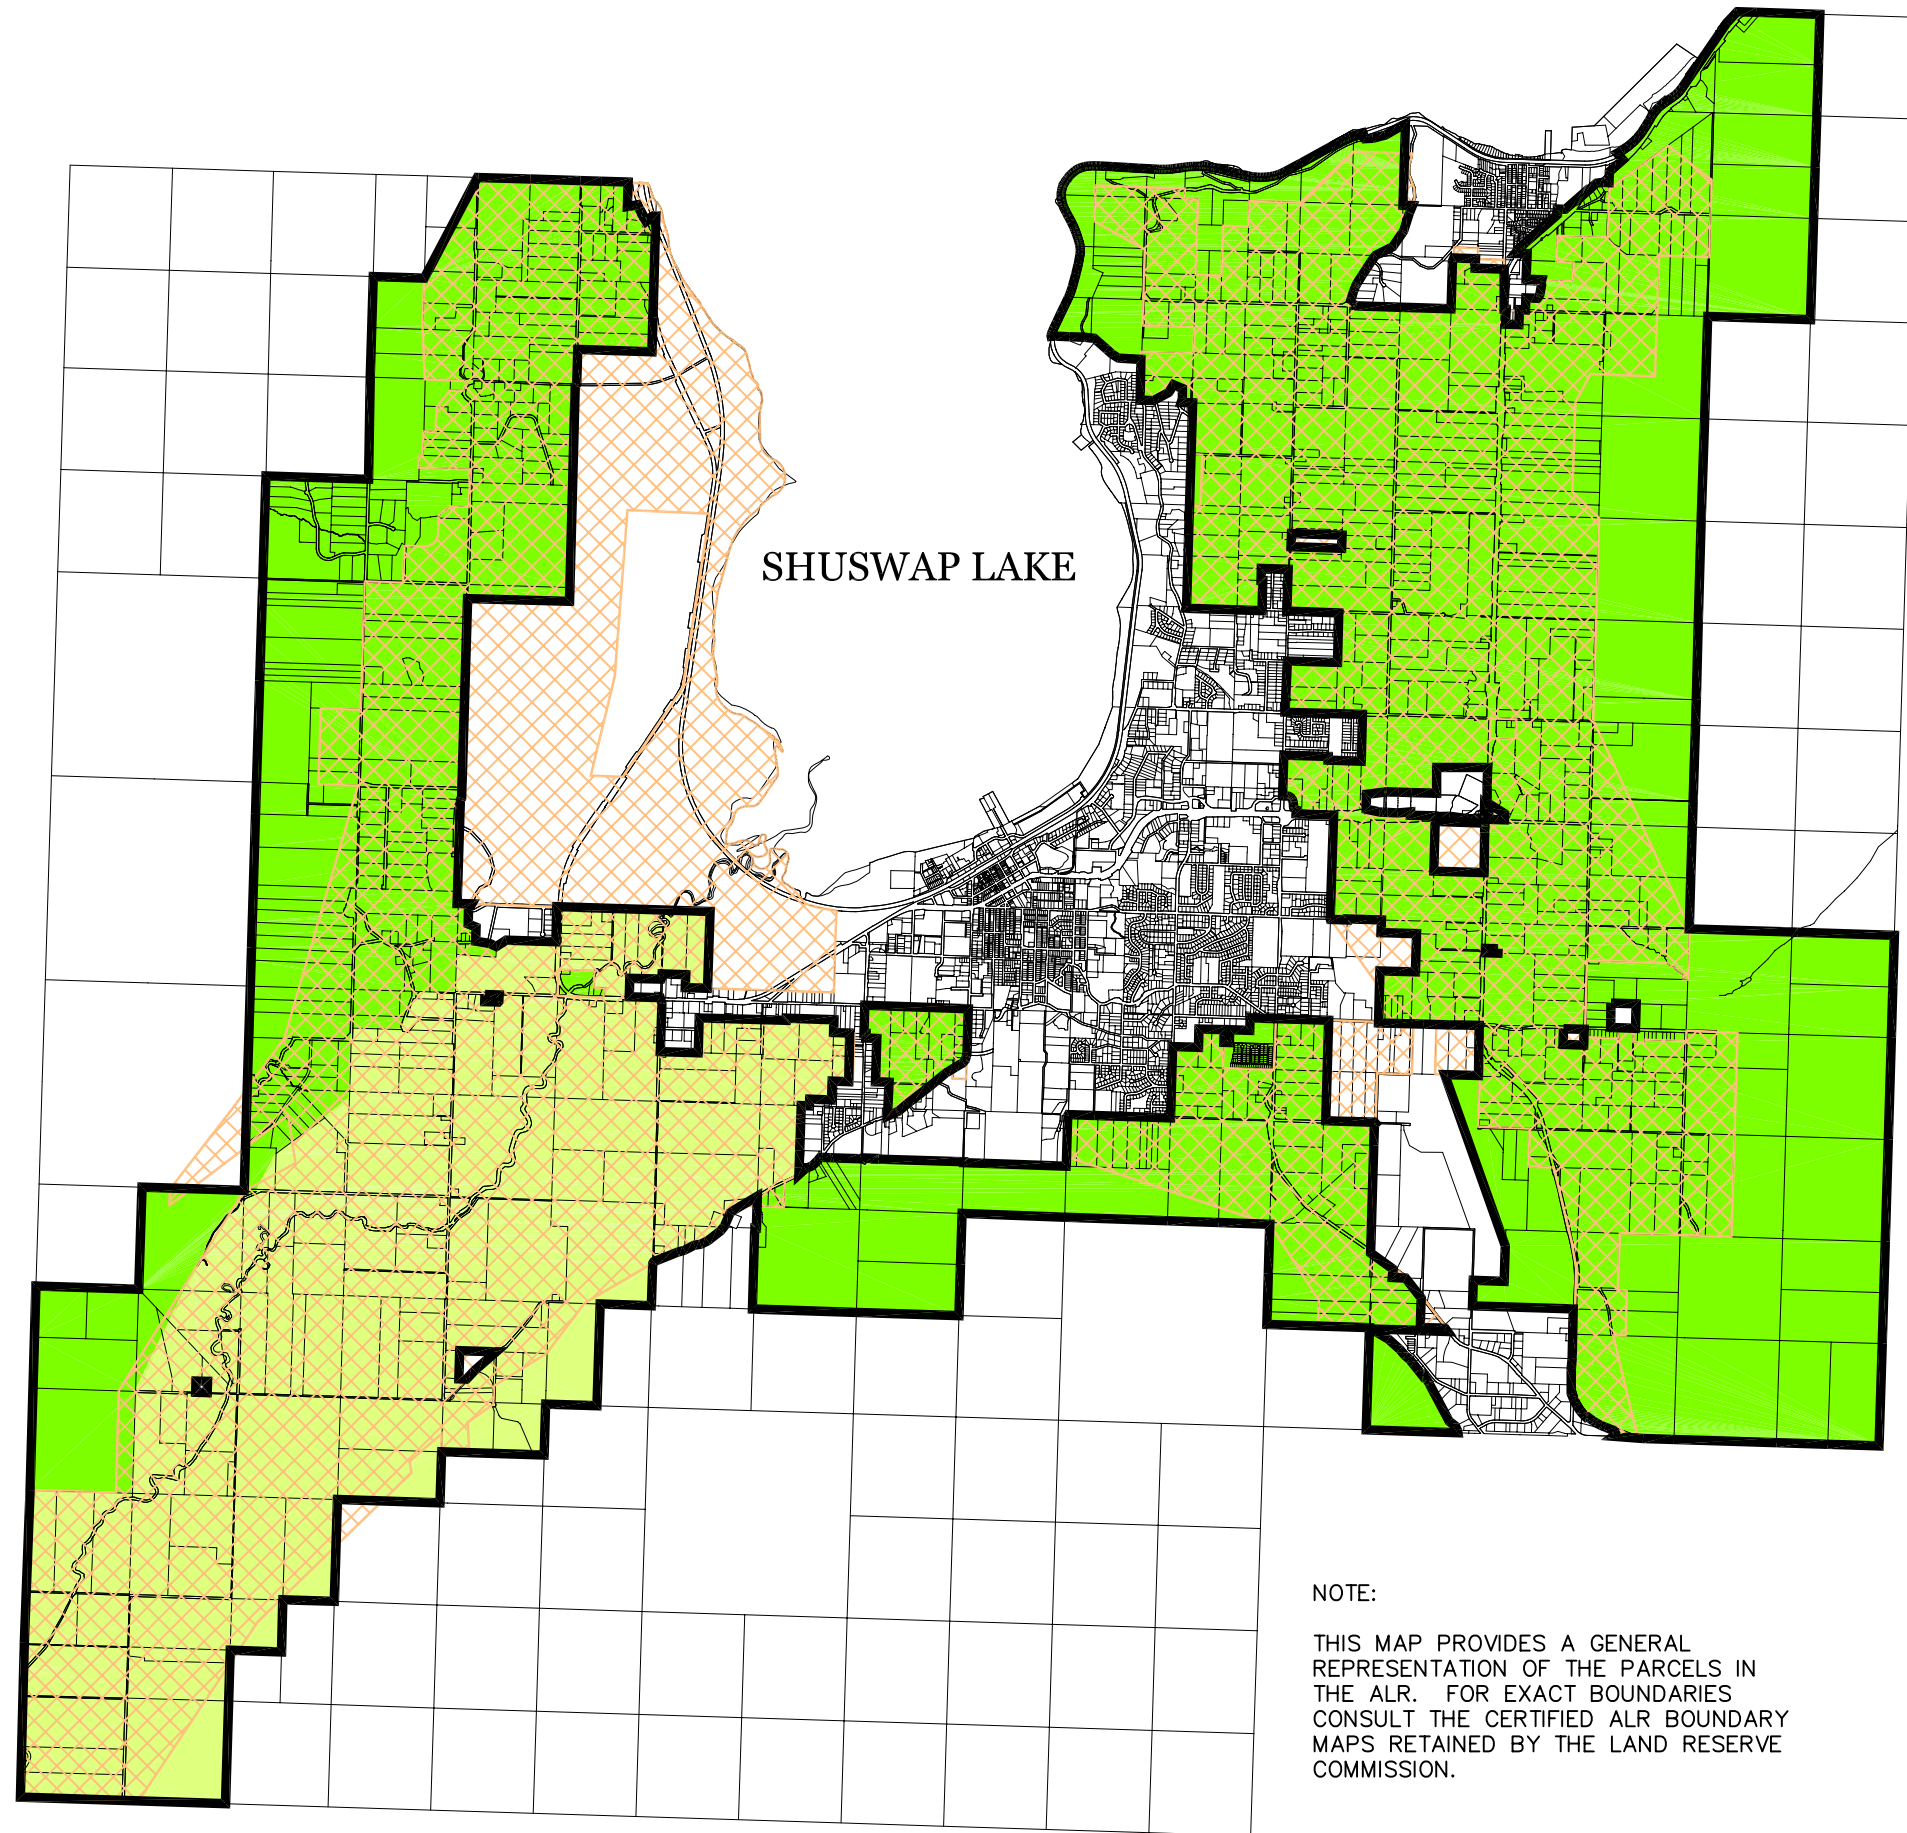 SHUSWAP LAKE
NOTE:
THIS MAP PROVIDES A GENERAL
REPRESENTATION OF THE PARCELS IN
THE ALR. FOR EXACT BOUNDARIES
CONSULT THE CERTIFIED ALR BOUNDARY
MAPS RETAINED BY THE LAND RESERVE
COMMISSION.